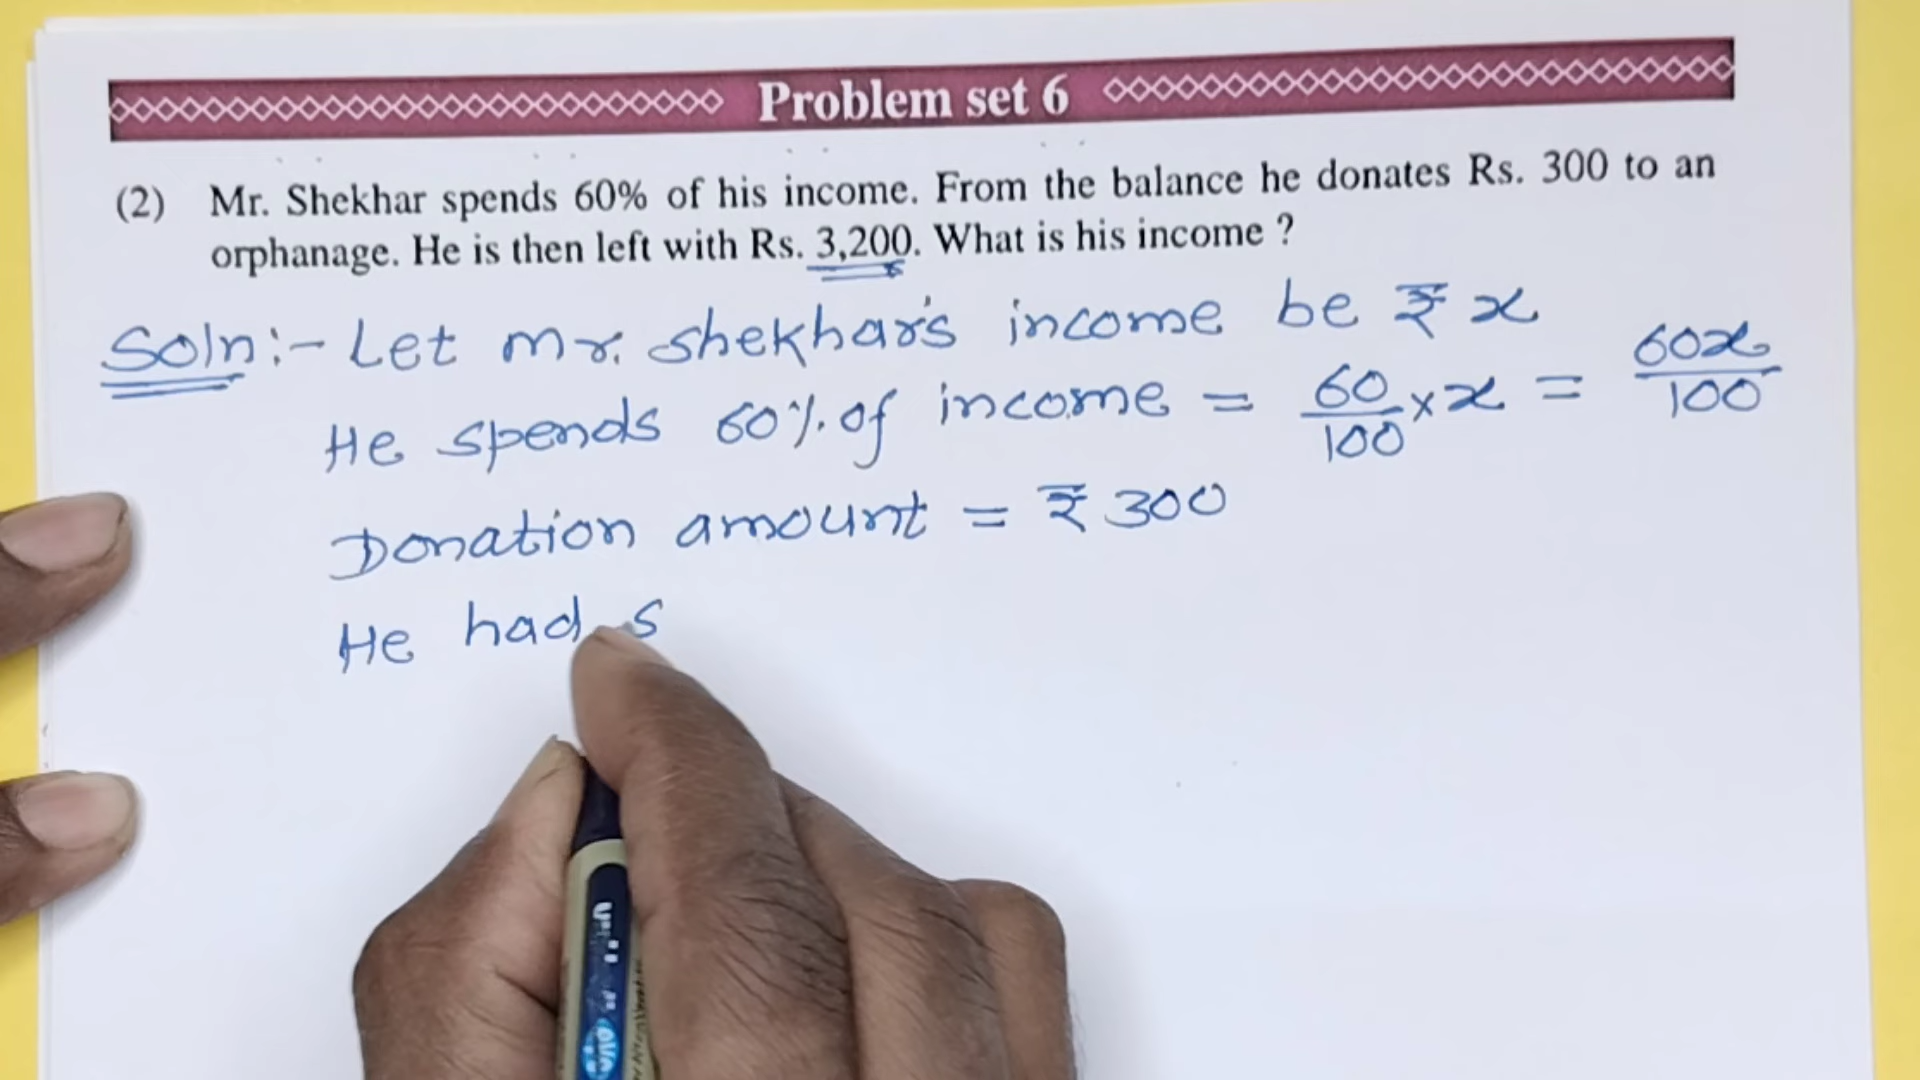 Problem set 6
(2) Mr. Shekhar spends 60% of his income. From the balance he donates Rs. 300 to an
orphanage. He is then left with Rs. 3,200. What is his income ?
Soln:- Let Mr. shekhar's income be ₹ x
He spends 60% of income = 60/100 × x = 60x/100
Donation amount = ₹ 300
He had s